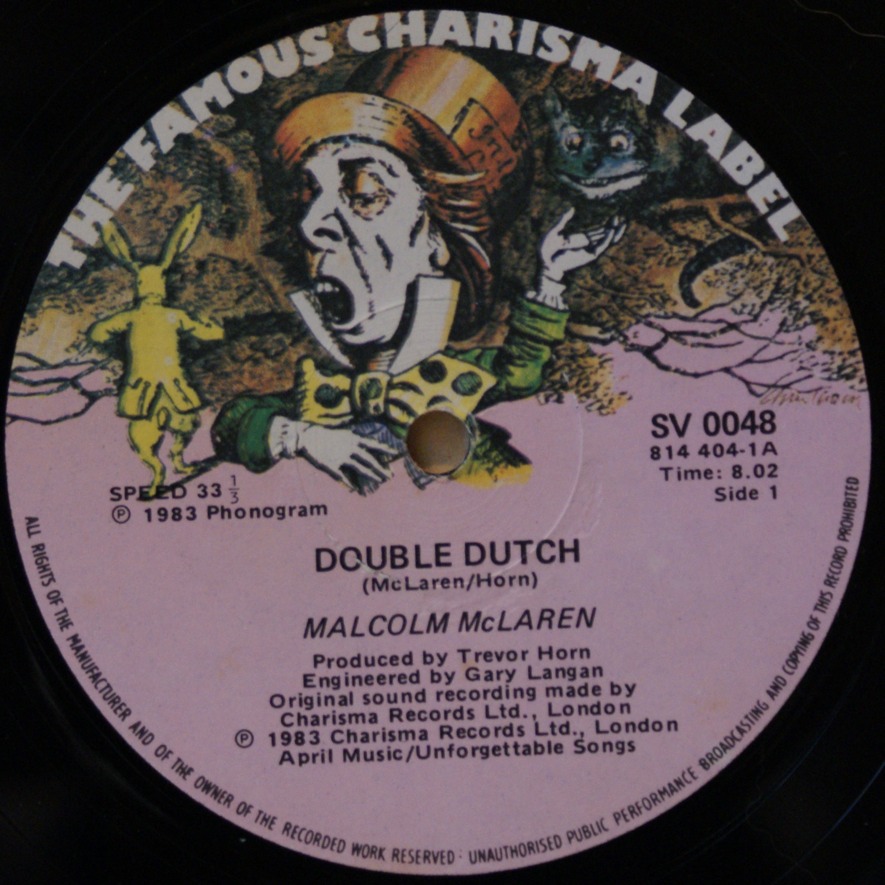 THE FAMOUS CHARISMA LABEL
SV 0048
814 404-1A
Time: 8.02
Side 1
SPEED 33 1/3
℗ 1983 Phonogram
DOUBLE DUTCH
(McLaren/Horn)
MALCOLM McLAREN
Produced by Trevor Horn
Engineered by Gary Langan
Original sound recording made by
Charisma Records Ltd., London
℗ 1983 Charisma Records Ltd., London
April Music/Unforgettable Songs
ALL RIGHTS OF THE MANUFACTURER AND OF THE OWNER OF THE RECORDED WORK RESERVED · UNAUTHORISED PUBLIC PERFORMANCE BROADCASTING AND COPYING OF THIS RECORD PROHIBITED